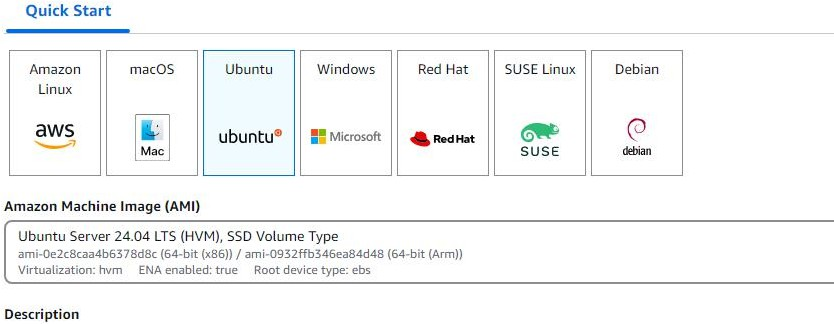 Quick Start
Amazon Linux
macOS
Ubuntu
Windows
Red Hat
SUSE Linux
Debian
aws
Mac
ubuntu
Microsoft
Red Hat
SUSE
debian
Amazon Machine Image (AMI)
Ubuntu Server 24.04 LTS (HVM), SSD Volume Type
ami-0e2c8caa4b6378d8c (64-bit (x86)) / ami-0932ffb346ea84d48 (64-bit (Arm))
Virtualization: hvm ENA enabled: true Root device type: ebs
Description